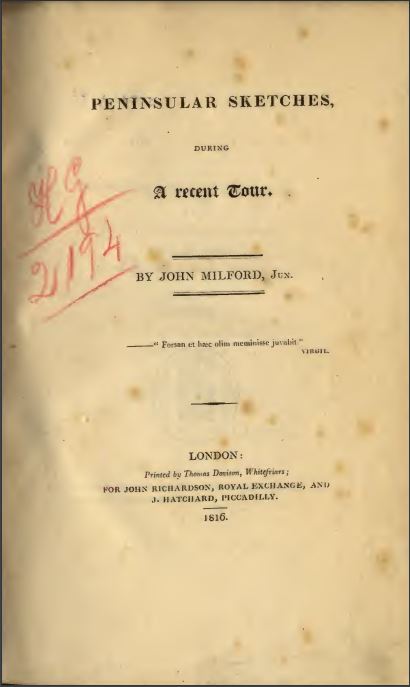 PENINSULAR SKETCHES,
DURING
A recent Tour.
HG
2194
BY JOHN MILFORD, Jun.
"Forsan et hæc olim meminisse juvabit."
VIRGIL.
LONDON:
Printed by Thomas Davison, Whitefriars;
FOR JOHN RICHARDSON, ROYAL EXCHANGE, AND
J. HATCHARD, PICCADILLY.
1816.